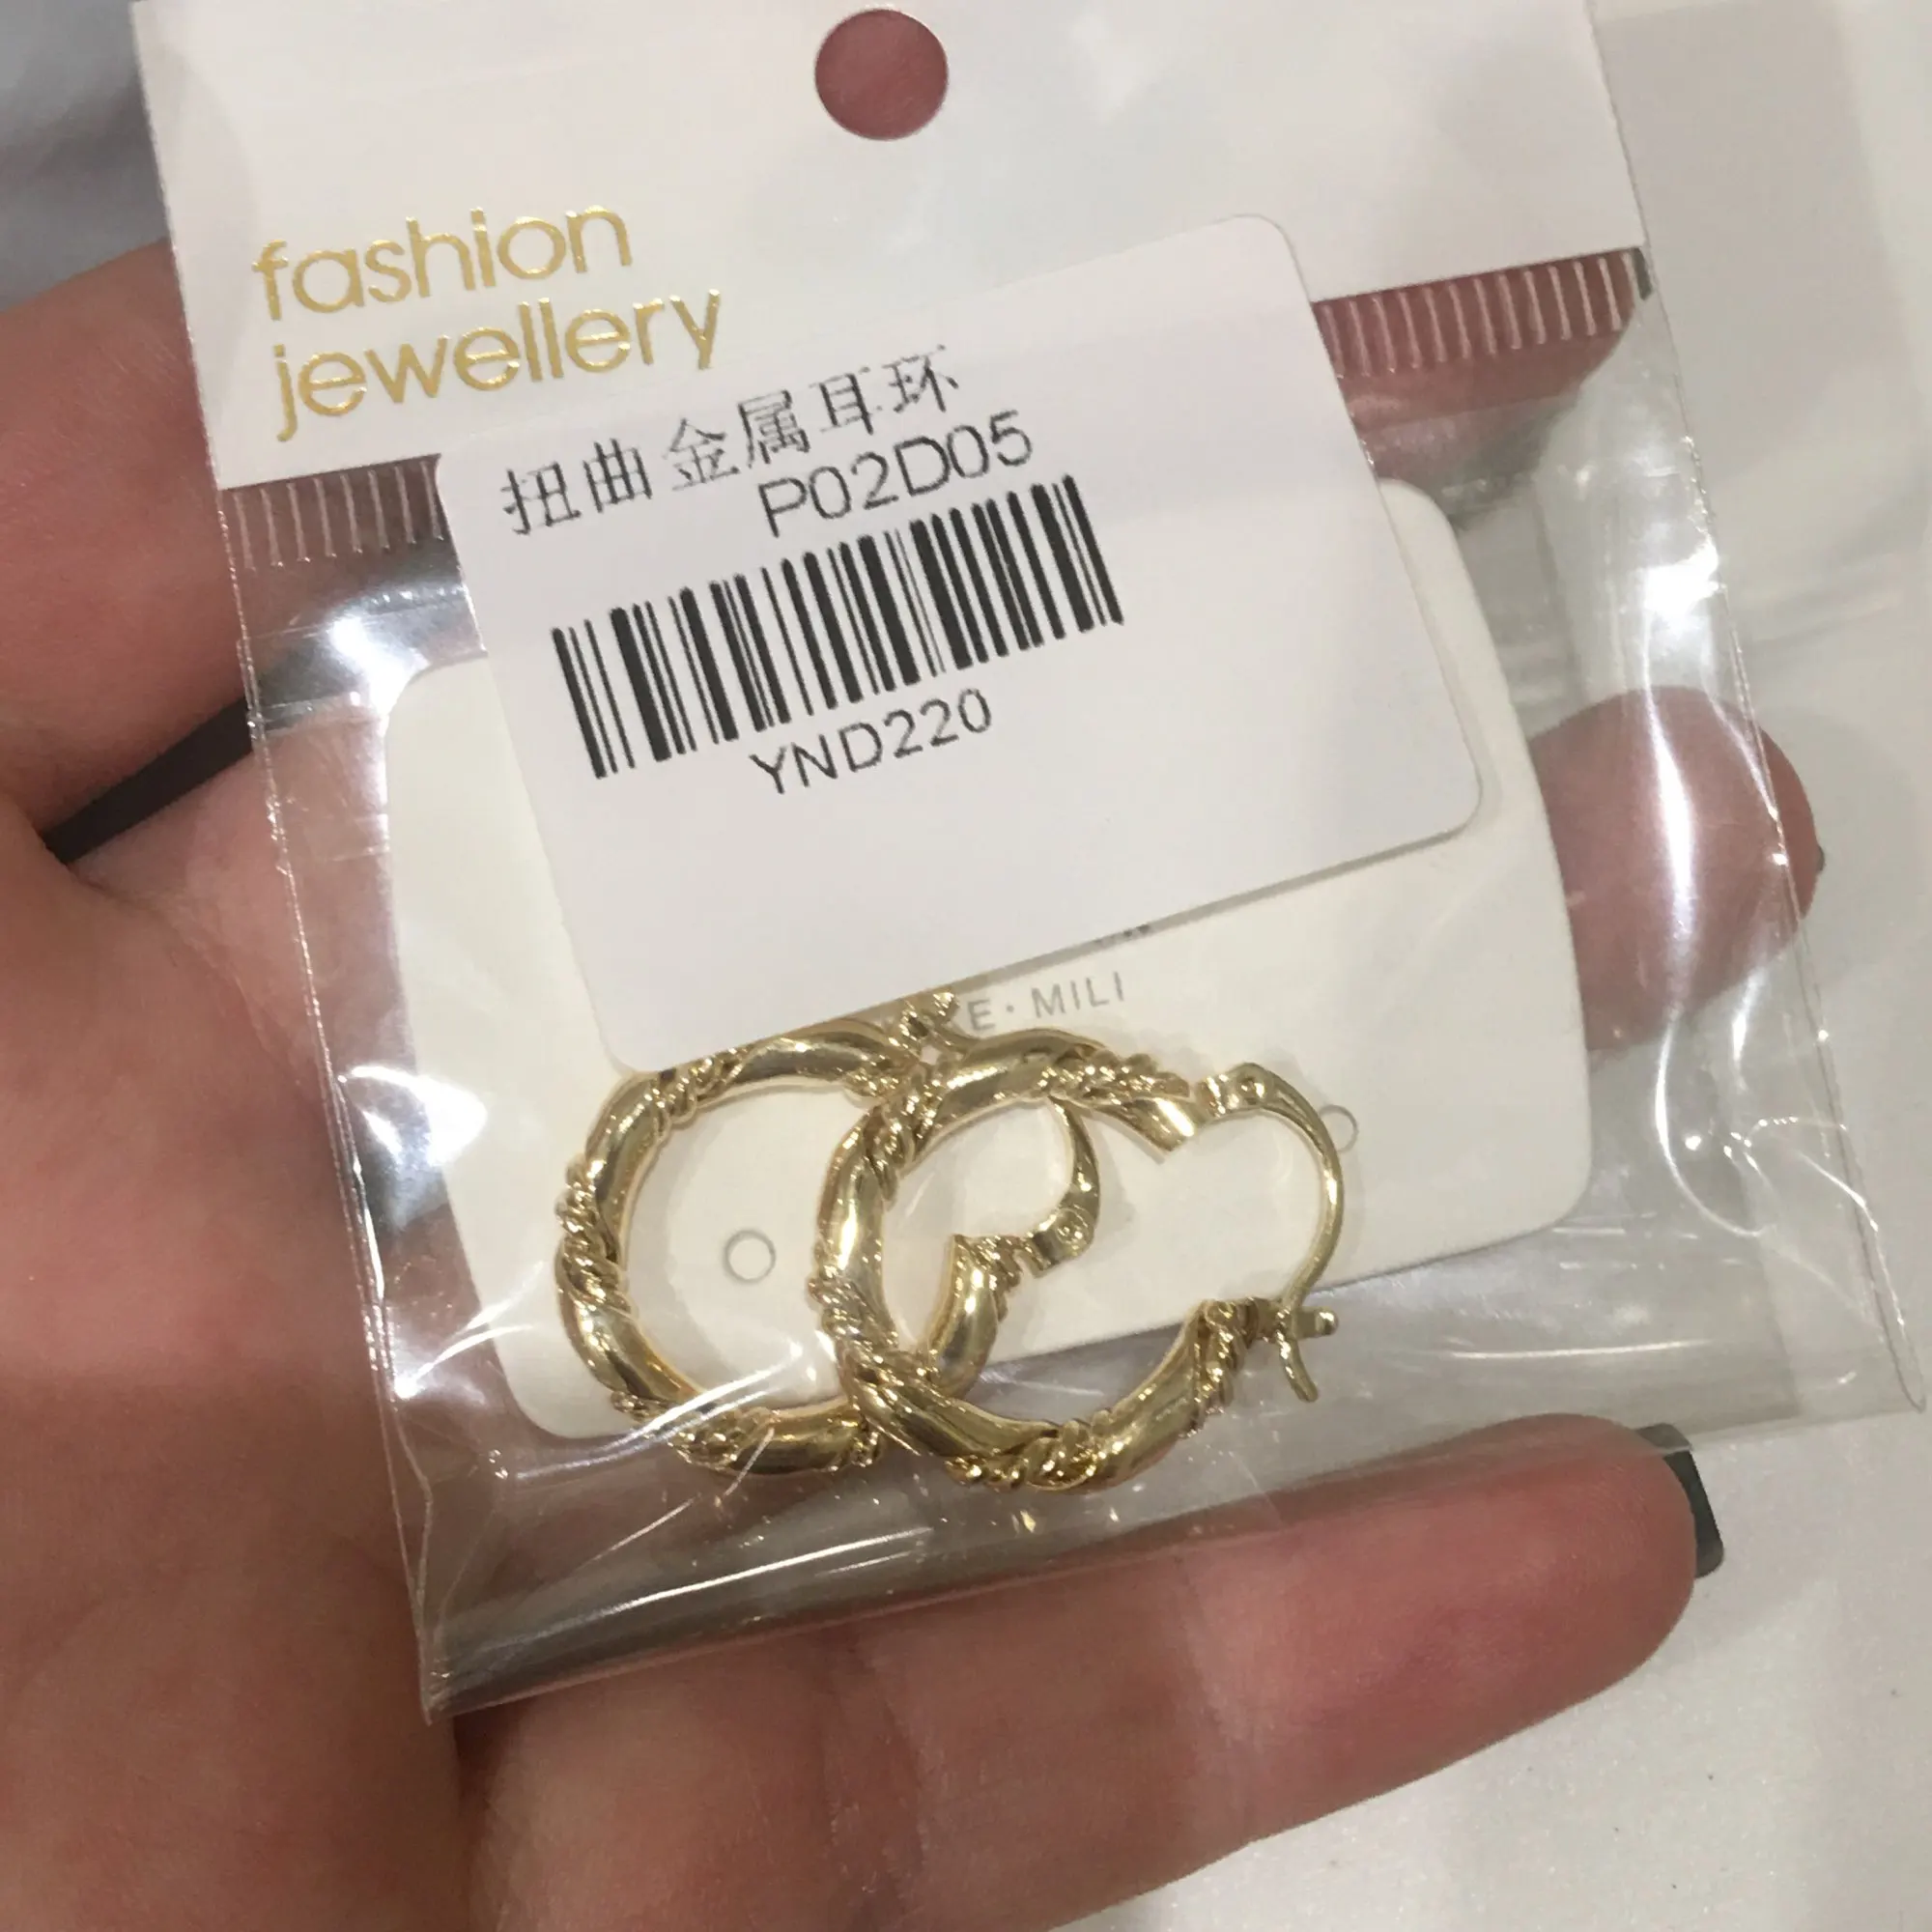 fashion
jewellery
扭曲金属耳环
P02D05
YND220
E·MILI